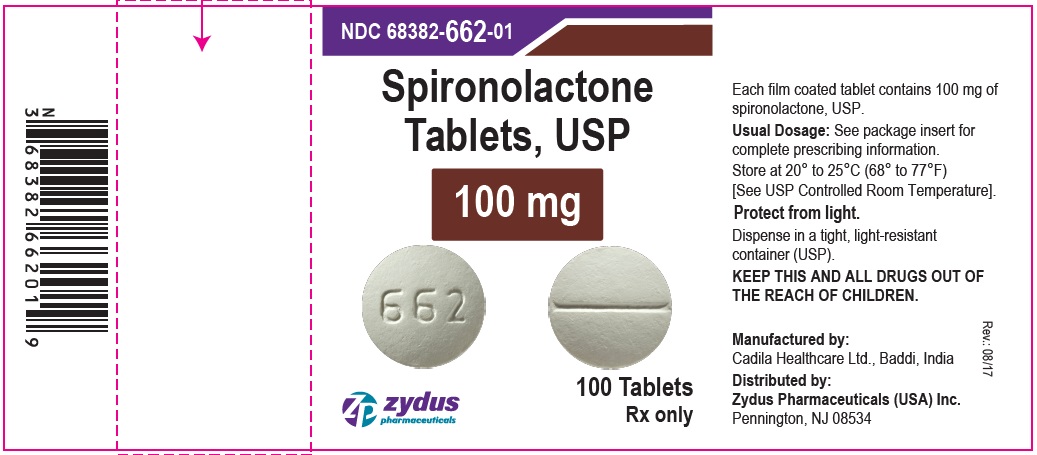 N
3 68382 66201 9
NDC 68382-662-01
Spironolactone
Tablets, USP
100 mg
662
zydus
pharmaceuticals
100 Tablets
Rx only
Each film coated tablet contains 100 mg of
spironolactone, USP.
Usual Dosage: See package insert for
complete prescribing information.
Store at 20° to 25°C (68° to 77°F)
[See USP Controlled Room Temperature].
Protect from light.
Dispense in a tight, light-resistant
container (USP).
KEEP THIS AND ALL DRUGS OUT OF
THE REACH OF CHILDREN.
Manufactured by:
Cadila Healthcare Ltd., Baddi, India
Distributed by:
Zydus Pharmaceuticals (USA) Inc.
Pennington, NJ 08534
Rev.: 08/17